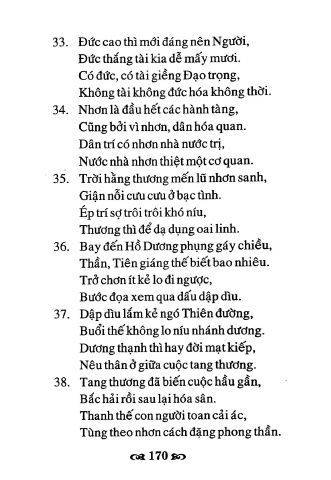 33. Đức cao thì mới đáng nên Người,
Đức thắng tài kia dễ mấy mươi.
Có đức, có tài giềng Đạo trọng,
Không tài không đức hóa không thời.
34. Nhơn là đầu hết các hành tàng,
Cũng bởi vì nhơn, dân hóa quan.
Dân trí có nhơn nhà nước trị,
Nước nhà nhơn thiệt một cơ quan.
35. Trời hằng thương mến lũ nhơn sanh,
Giận nỗi cưu cưu ở bạc tình.
Ép trí sợ trôi trôi khó níu,
Thương thì để dạ dụng oai linh.
36. Bay đến Hồ Dương phụng gáy chiều,
Thần, Tiên giáng thế biết bao nhiêu.
Trở chơn ít kẻ lo đi ngược,
Bước đọa xem qua dấu dập dìu.
37. Dập dìu lắm kẻ ngó Thiên đường,
Buổi thế không lo níu nhánh dương.
Dương thạnh thì hay đời mạt kiếp,
Nêu thân ở giữa cuộc tang thương.
38. Tang thương đã biến cuộc hầu gần,
Bắc hải rồi sau lại hóa sân.
Thanh thế con người toan cải ác,
Tùng theo nhơn cách đặng phong thần.
170